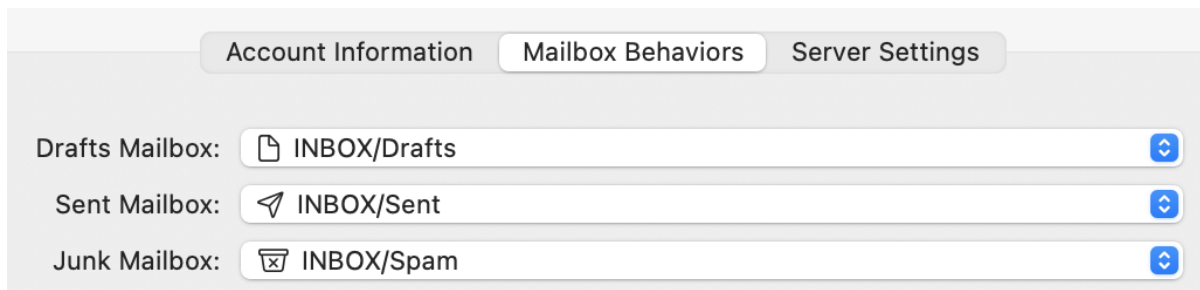 Account Information Mailbox Behaviors Server Settings
Drafts Mailbox: INBOX/Drafts
Sent Mailbox: INBOX/Sent
Junk Mailbox: INBOX/Spam